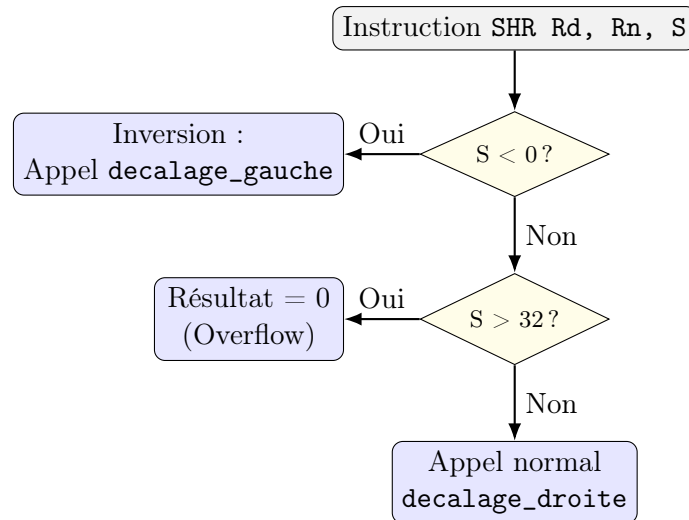 Instruction SHR Rd, Rn, S
S < 0 ?
Oui
Inversion :
Appel decalage_gauche
Non
S > 32 ?
Oui
Résultat = 0
(Overflow)
Non
Appel normal
decalage_droite